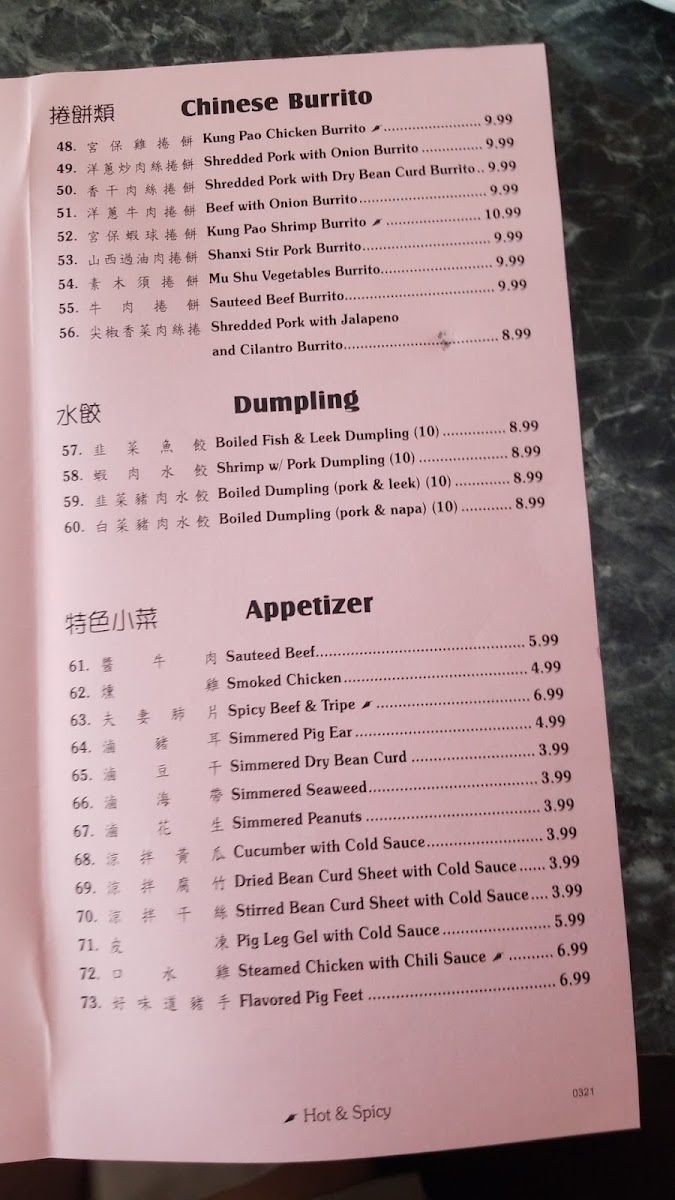 捲餅類 Chinese Burrito
48. 宮保雞捲餅 Kung Pao Chicken Burrito ........................ 9.99
49. 洋蔥炒肉絲捲餅 Shredded Pork with Onion Burrito .............. 9.99
50. 香干肉絲捲餅 Shredded Pork with Dry Bean Curd Burrito.. 9.99
51. 洋蔥牛肉捲餅 Beef with Onion Burrito.............................. 9.99
52. 宮保蝦球捲餅 Kung Pao Shrimp Burrito ........................ 10.99
53. 山西過油肉捲餅 Shanxi Stir Pork Burrito.............................. 9.99
54. 素木須捲餅 Mu Shu Vegetables Burrito.......................... 9.99
55. 牛肉捲餅 Sauteed Beef Burrito................................... 9.99
56. 尖椒香菜肉絲捲 Shredded Pork with Jalapeno
and Cilantro Burrito.................................... 8.99
水餃 Dumpling
57. 韭菜魚餃 Boiled Fish & Leek Dumpling (10) .............. 8.99
58. 蝦肉水餃 Shrimp w/ Pork Dumpling (10) .................... 8.99
59. 韭菜豬肉水餃 Boiled Dumpling (pork & leek) (10) ............. 8.99
60. 白菜豬肉水餃 Boiled Dumpling (pork & napa) (10) ............ 8.99
特色小菜 Appetizer
61. 醬牛肉 Sauteed Beef................................................ 5.99
62. 燻雞 Smoked Chicken.......................................... 4.99
63. 夫妻肺片 Spicy Beef & Tripe ................................... 6.99
64. 滷豬耳 Simmered Pig Ear ........................................ 4.99
65. 滷豆干 Simmered Dry Bean Curd ............................ 3.99
66. 滷海帶 Simmered Seaweed....................................... 3.99
67. 滷花生 Simmered Peanuts ........................................ 3.99
68. 涼拌黃瓜 Cucumber with Cold Sauce.......................... 3.99
69. 涼拌腐竹 Dried Bean Curd Sheet with Cold Sauce ...... 3.99
70. 涼拌干絲 Stirred Bean Curd Sheet with Cold Sauce.... 3.99
71. 皮凍 Pig Leg Gel with Cold Sauce.......................... 5.99
72. 口水雞 Steamed Chicken with Chili Sauce .......... 6.99
73. 好味道豬手 Flavored Pig Feet ........................................... 6.99
0321
Hot & Spicy